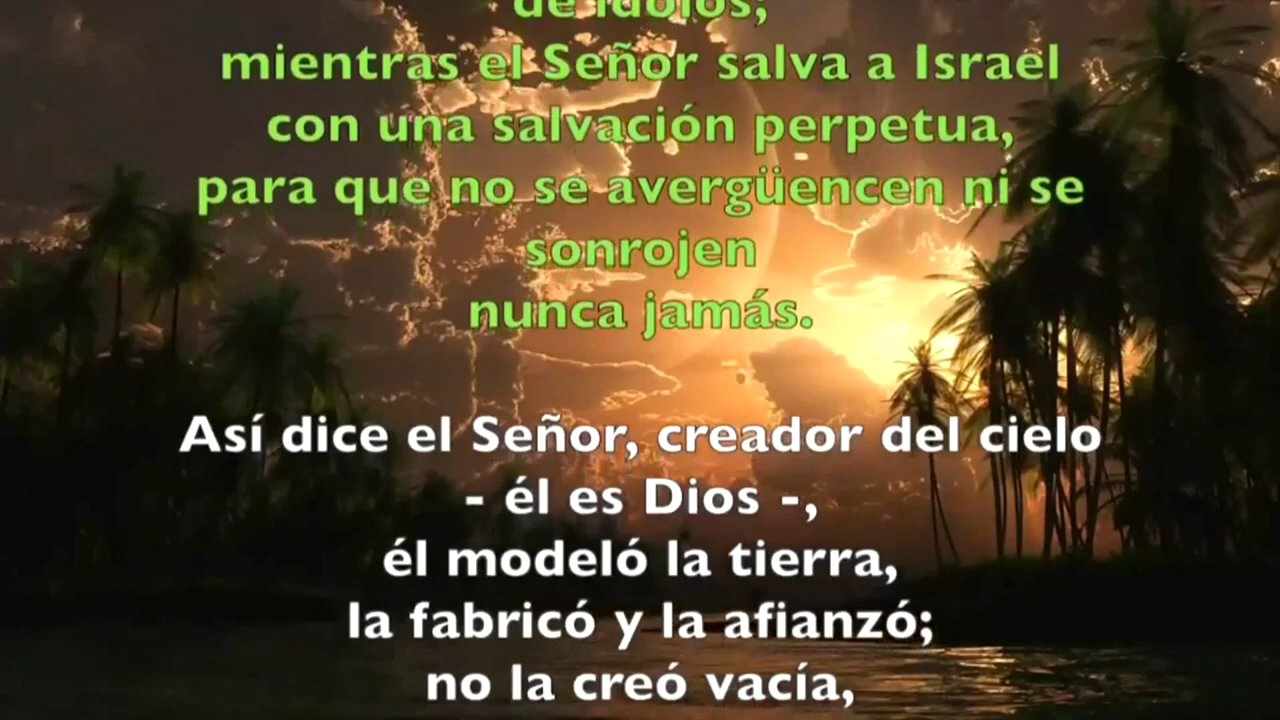 de ídolos;
mientras el Señor salva a Israel
con una salvación perpetua,
para que no se avergüencen ni se
sonrojen
nunca jamás.
Así dice el Señor, creador del cielo
- él es Dios -,
él modeló la tierra,
la fabricó y la afianzó;
no la creó vacía,